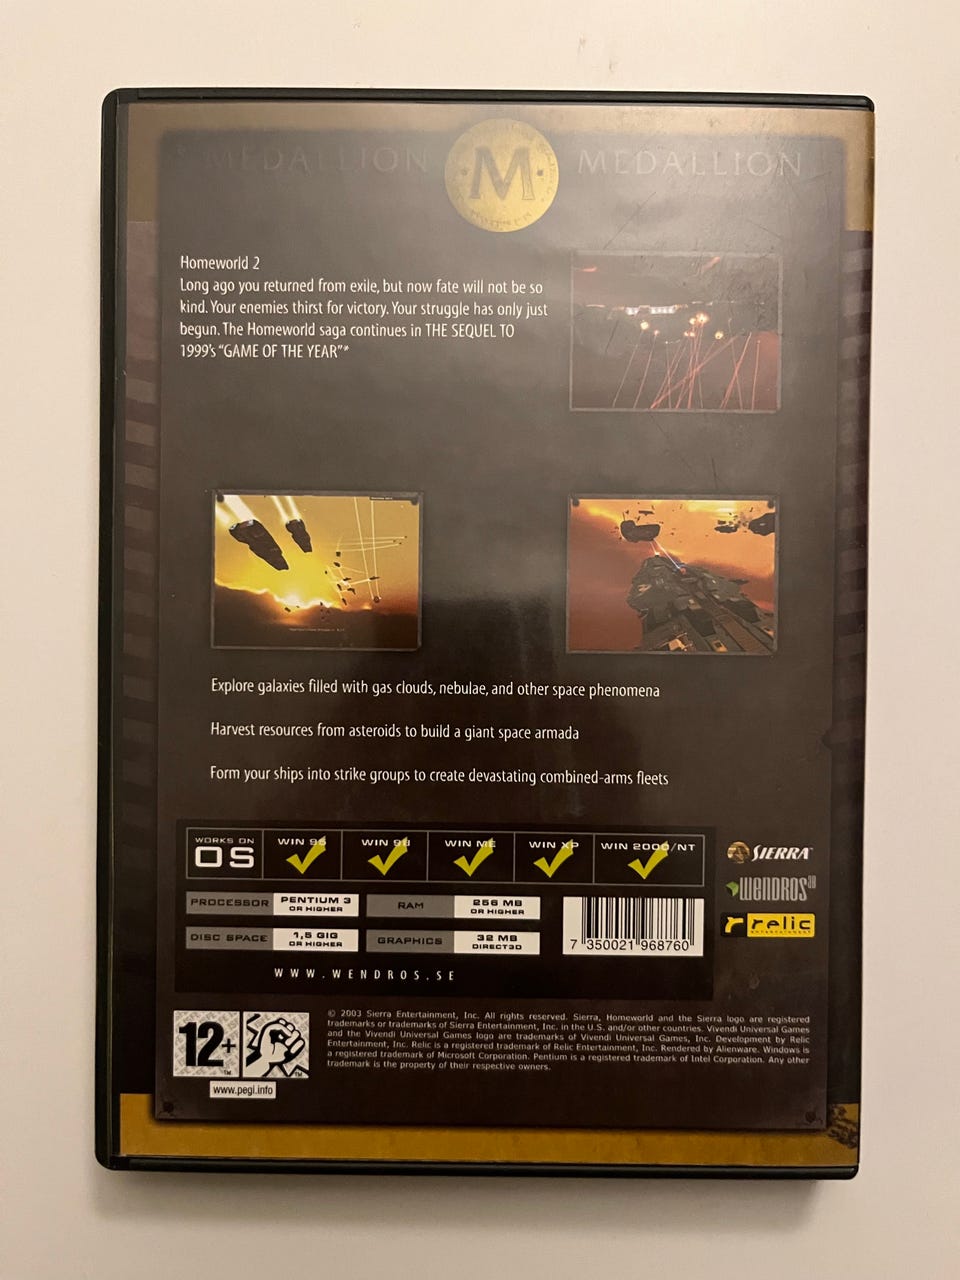 MEDALLION M MEDALLION
Homeworld 2
Long ago you returned from exile, but now fate will not be so
kind. Your enemies thirst for victory. Your struggle has only just
begun. The Homeworld saga continues in THE SEQUEL TO
1999's "GAME OF THE YEAR"*
Explore galaxies filled with gas clouds, nebulae, and other space phenomena
Harvest resources from asteroids to build a giant space armada
Form your ships into strike groups to create devastating combined-arms fleets
WORKS ON
OS
WIN 95 WIN 98 WIN ME WIN XP WIN 2000/NT
PROCESSOR PENTIUM 3
OR HIGHER
RAM 256 MB
OR HIGHER
DISC SPACE 1,5 GIG
OR HIGHER
GRAPHICS 32 MB
DIRECT3D
7 350021 968760
WWW.WENDROS.SE
SIERRA™
WENDROS AB
relic
entertainment
12+
™
™
www.pegi.info
© 2003 Sierra Entertainment, Inc. All rights reserved. Sierra, Homeworld and the Sierra logo are registered
trademarks or trademarks of Sierra Entertainment, Inc. in the U.S. and/or other countries. Vivendi Universal Games
and the Vivendi Universal Games logo are trademarks of Vivendi Universal Games, Inc. Development by Relic
Entertainment, Inc. Relic is a registered trademark of Relic Entertainment, Inc. Rendered by Alienware. Windows is
a registered trademark of Microsoft Corporation. Pentium is a registered trademark of Intel Corporation. Any other
trademark is the property of their respective owners.